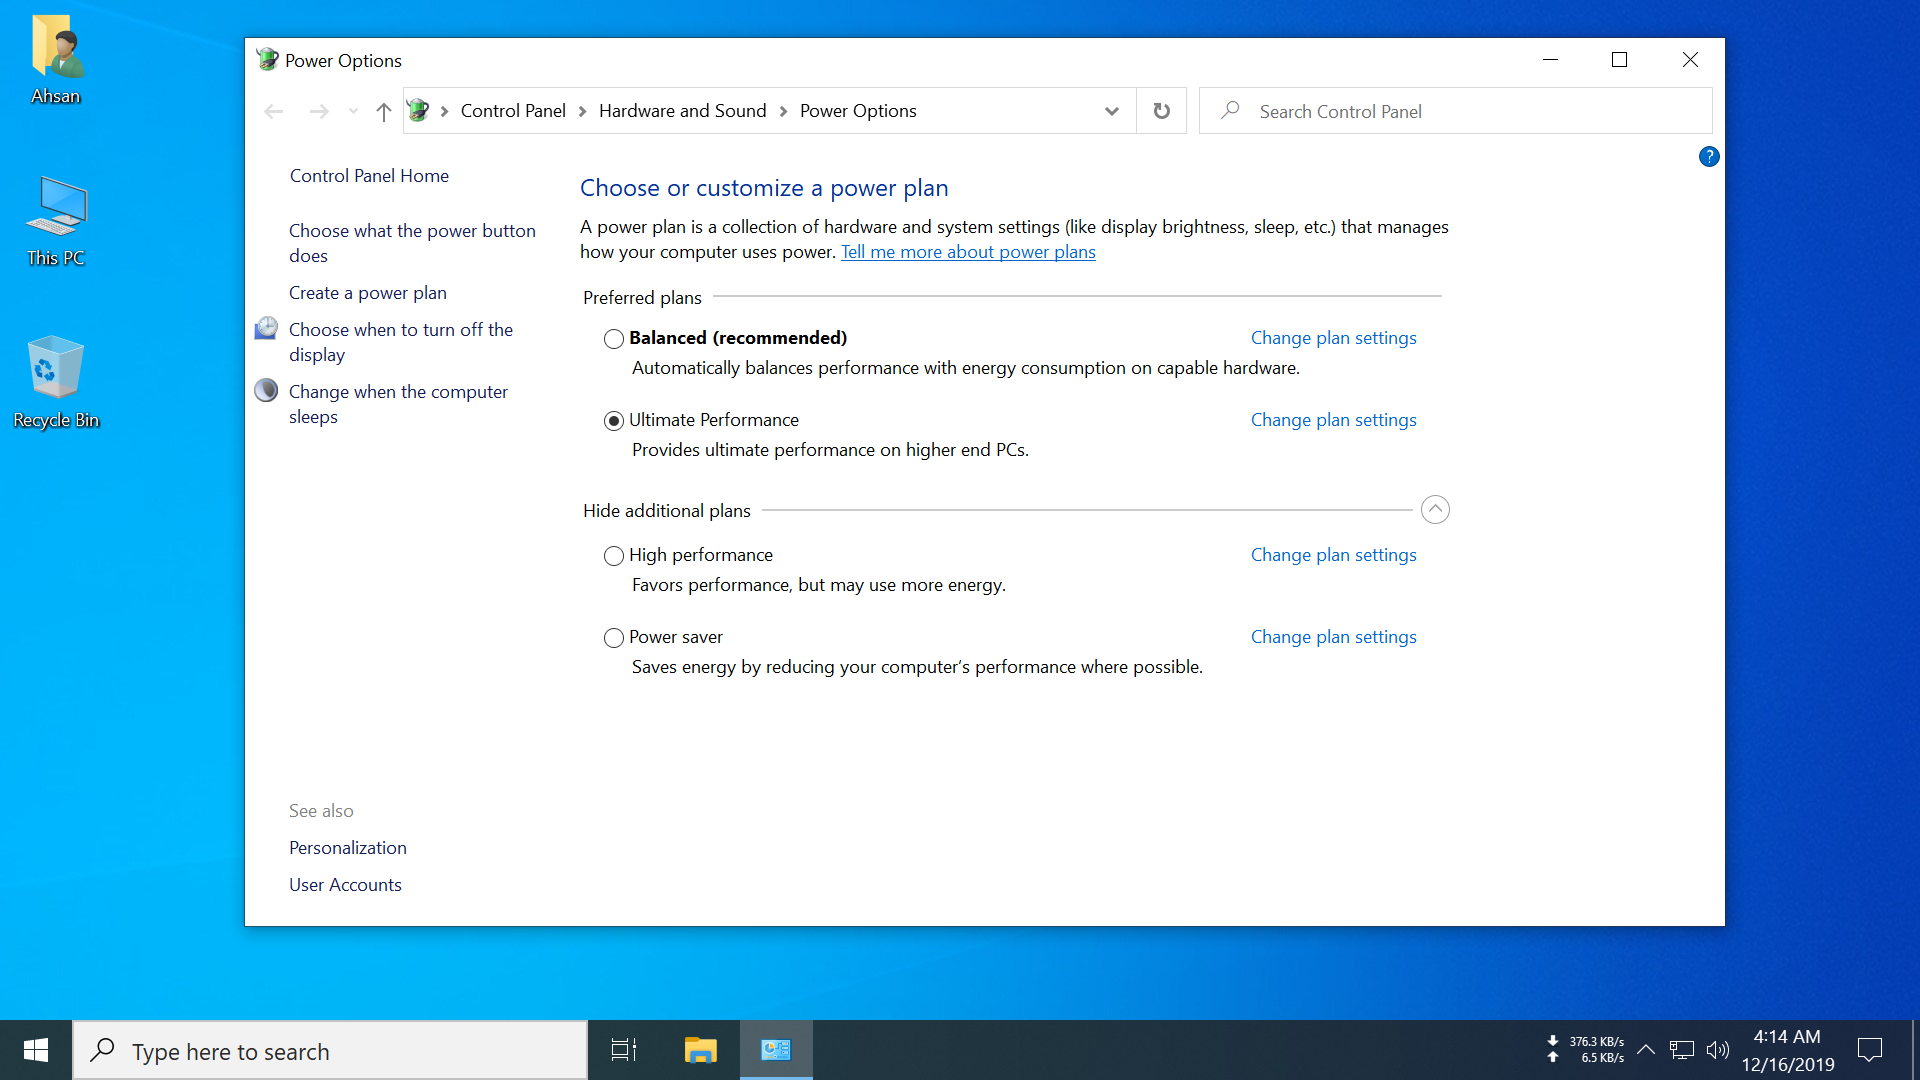 Ahsan
This PC
Recycle Bin
Power Options
Control Panel
Hardware and Sound
Power Options
Search Control Panel
?
Control Panel Home
Choose what the power button
does
Create a power plan
Choose when to turn off the
display
Change when the computer
sleeps
See also
Personalization
User Accounts
Choose or customize a power plan
A power plan is a collection of hardware and system settings (like display brightness, sleep, etc.) that manages
how your computer uses power. Tell me more about power plans
Preferred plans
Balanced (recommended) Change plan settings
Automatically balances performance with energy consumption on capable hardware.
Ultimate Performance Change plan settings
Provides ultimate performance on higher end PCs.
Hide additional plans
High performance Change plan settings
Favors performance, but may use more energy.
Power saver Change plan settings
Saves energy by reducing your computer's performance where possible.
Type here to search
376.3 KB/s
6.5 KB/s
4:14 AM
12/16/2019